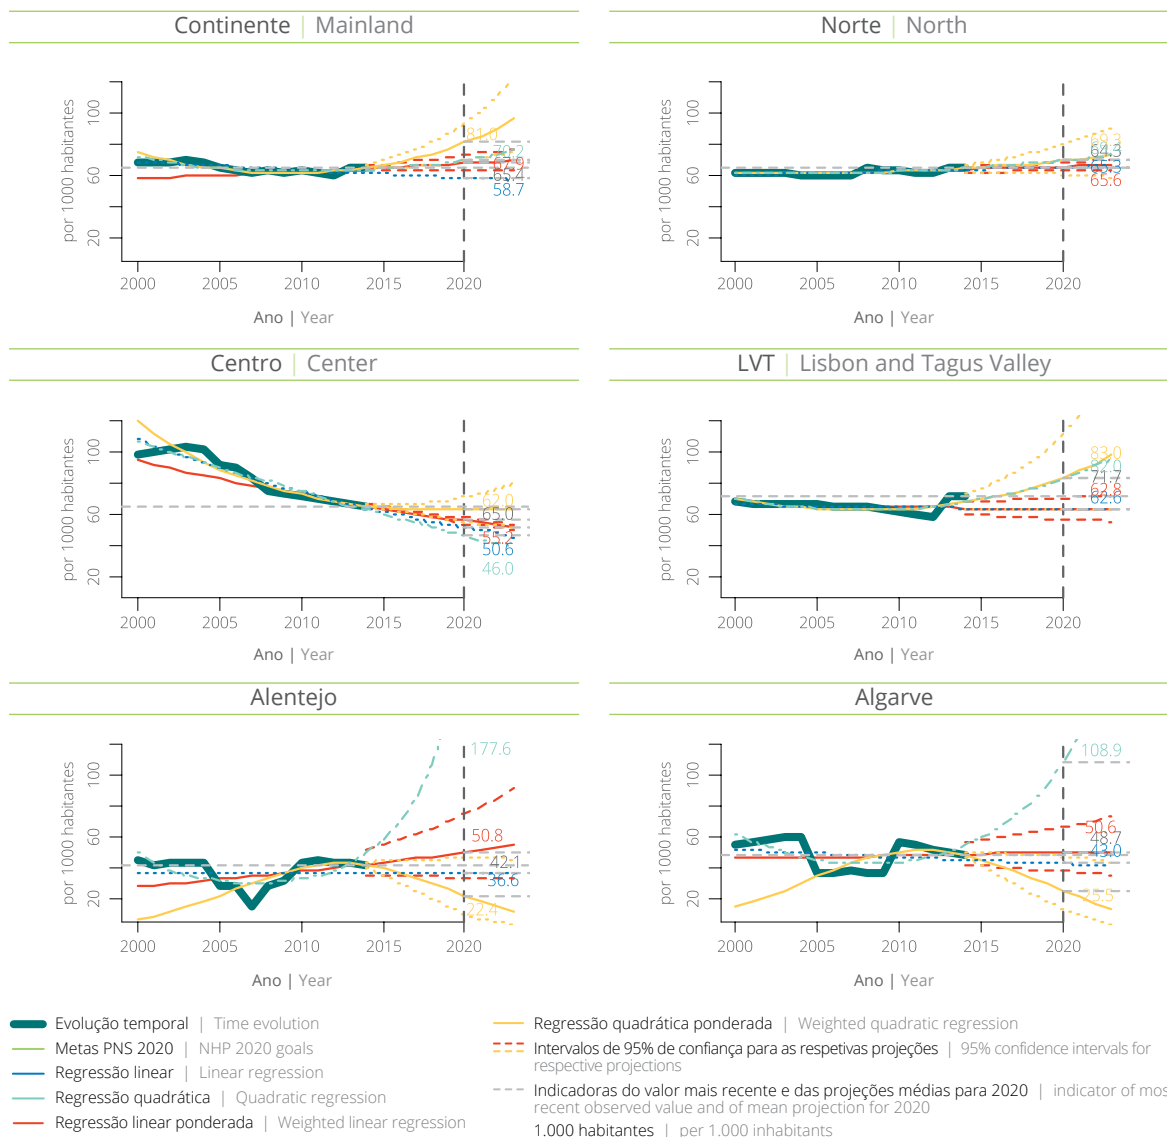 Continente | Mainland
Norte | North
por 1000 habitantes
100
60
20
81.0
58.7
2000 2005 2010 2015 2020
Ano | Year
por 1000 habitantes
100
60
20
64.3
65.6
2000 2005 2010 2015 2020
Ano | Year
Centro | Center
LVT | Lisbon and Tagus Valley
por 1000 habitantes
100
60
20
62.0
65.0
55.2
50.6
46.0
2000 2005 2010 2015 2020
Ano | Year
por 1000 habitantes
100
60
20
83.0
71.7
62.8
62.6
2000 2005 2010 2015 2020
Ano | Year
Alentejo
Algarve
por 1000 habitantes
100
60
20
177.6
50.8
42.1
36.6
22.4
2000 2005 2010 2015 2020
Ano | Year
por 1000 habitantes
100
60
20
108.9
50.6
48.7
43.0
25.5
2000 2005 2010 2015 2020
Ano | Year
Evolução temporal | Time evolution
Metas PNS 2020 | NHP 2020 goals
Regressão linear | Linear regression
Regressão quadrática | Quadratic regression
Regressão linear ponderada | Weighted linear regression
Regressão quadrática ponderada | Weighted quadratic regression
Intervalos de 95% de confiança para as respetivas projeções | 95% confidence intervals for
respective projections
Indicadoras do valor mais recente e das projeções médias para 2020 | indicator of mos
recent observed value and of mean projection for 2020
1.000 habitantes | per 1.000 inhabitants